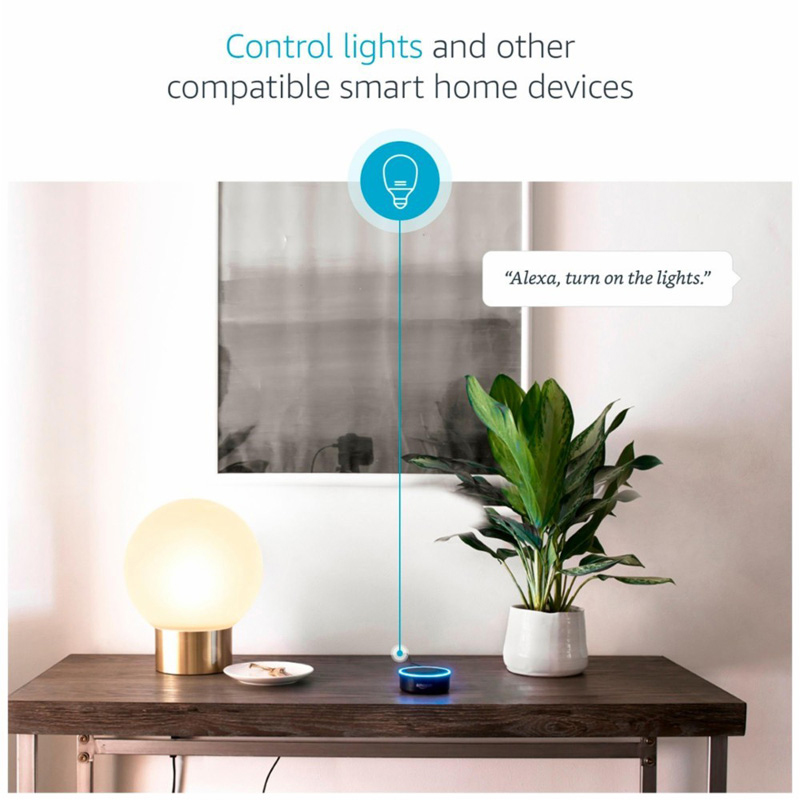 Control lights and other
compatible smart home devices
“Alexa, turn on the lights.”